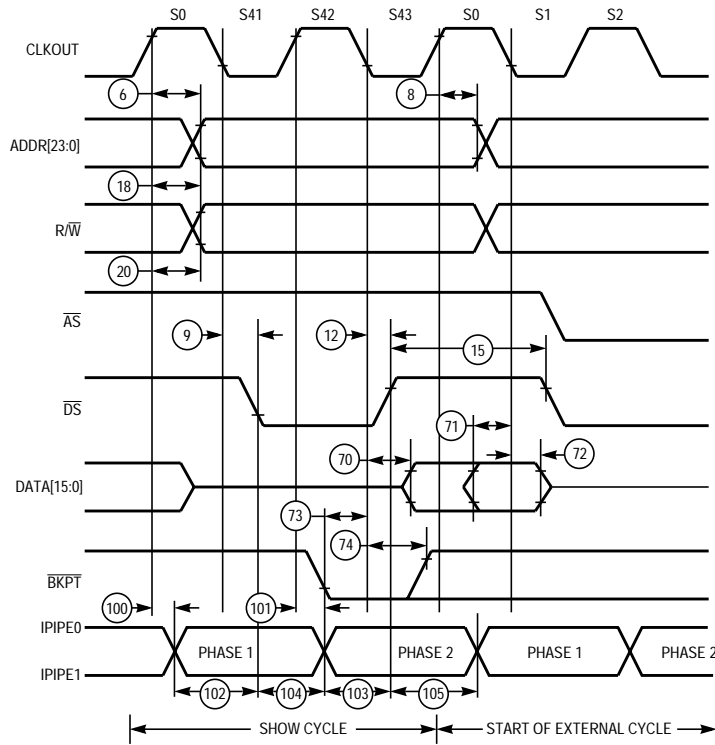 S0 S41 S42 S43 S0 S1 S2
CLKOUT
6 8
ADDR[23:0]
18
R/W
20
AS
9 12 15
DS
71
70 72
DATA[15:0]
73
74
BKPT
100 101
IPIPE0
PHASE 1 PHASE 2 PHASE 1 PHASE 2
IPIPE1
102 104 103 105
SHOW CYCLE START OF EXTERNAL CYCLE